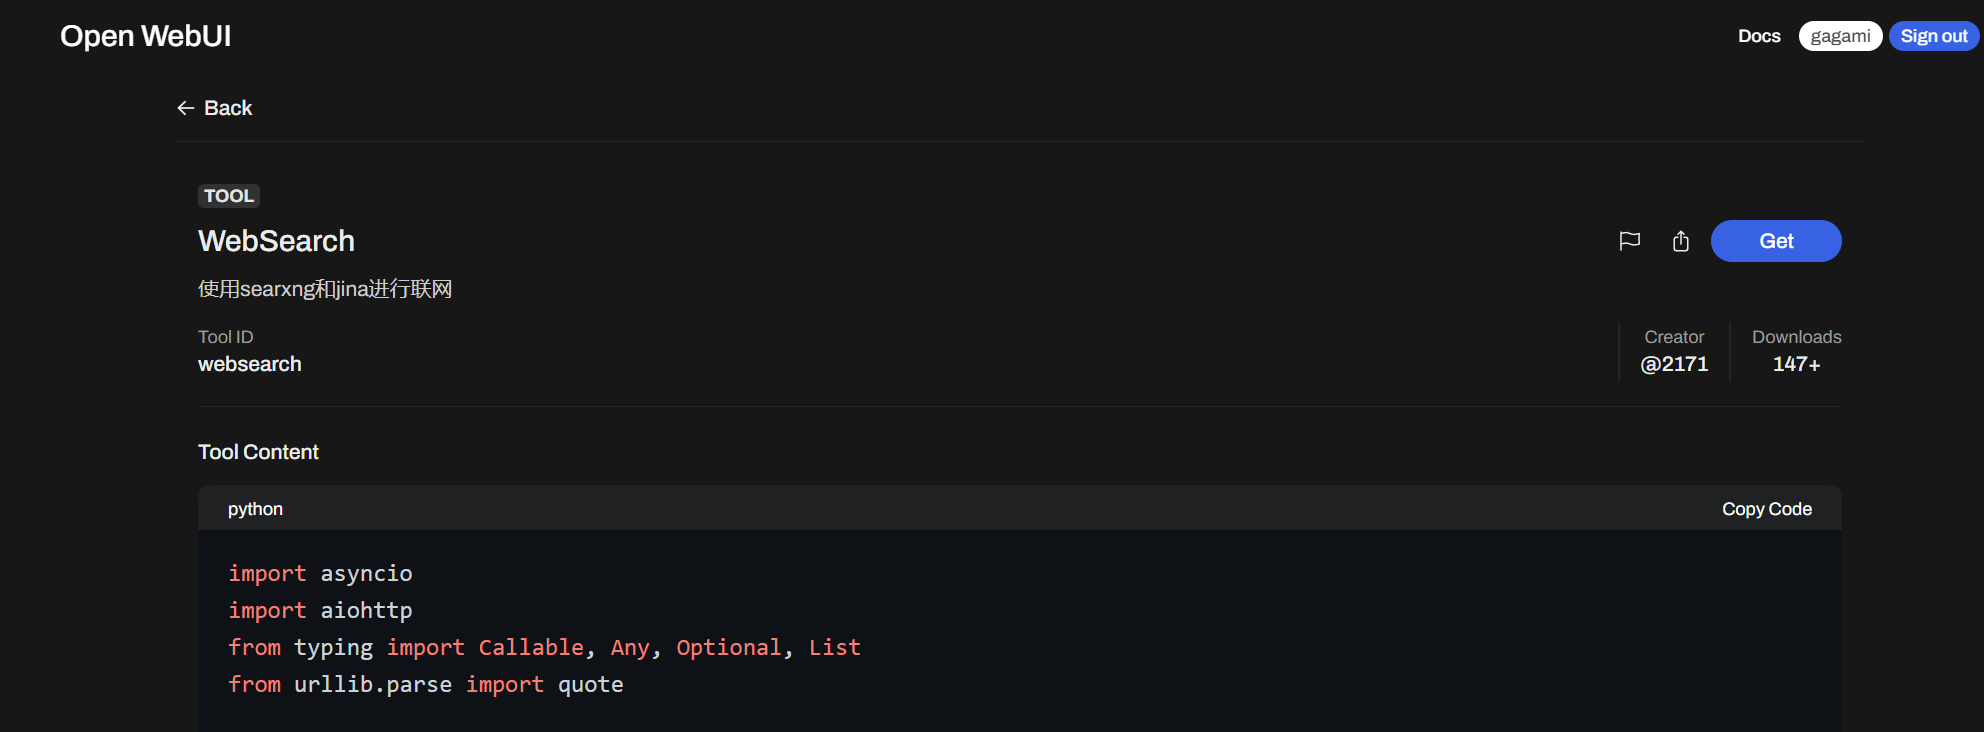 Open WebUI
Docs gagami Sign out
Back
TOOL
WebSearch
Get
使用searxng和jina进行联网
Tool ID
websearch
Creator
@2171
Downloads
147+
Tool Content
python
Copy Code
import asyncio
import aiohttp
from typing import Callable, Any, Optional, List
from urllib.parse import quote